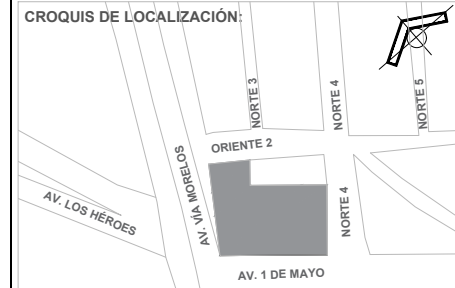 CROQUIS DE LOCALIZACIÓN:
NORTE 3
NORTE 4
NORTE 5
ORIENTE 2
AV. VÍA MORELOS
AV. LOS HÉROES
NORTE 4
AV. 1 DE MAYO